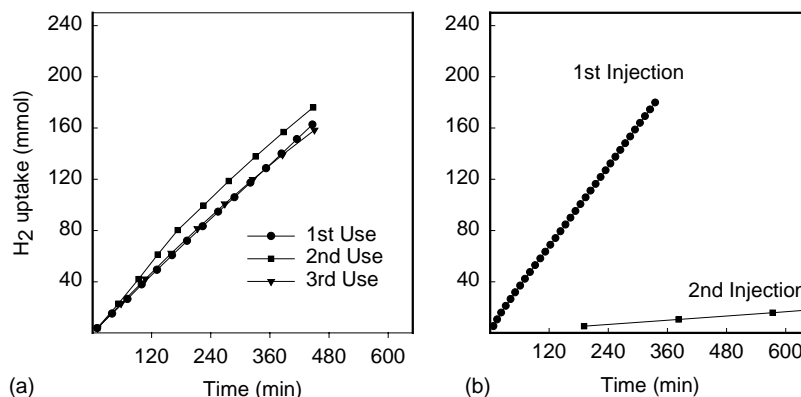 240
200
160
120
80
40
H2 uptake (mmol)
1st Use
2nd Use
3rd Use
120 240 360 480 600
(a)
Time (min)
240
200
160
120
80
40
1st Injection
2nd Injection
120 240 360 480 600
(b)
Time (min)